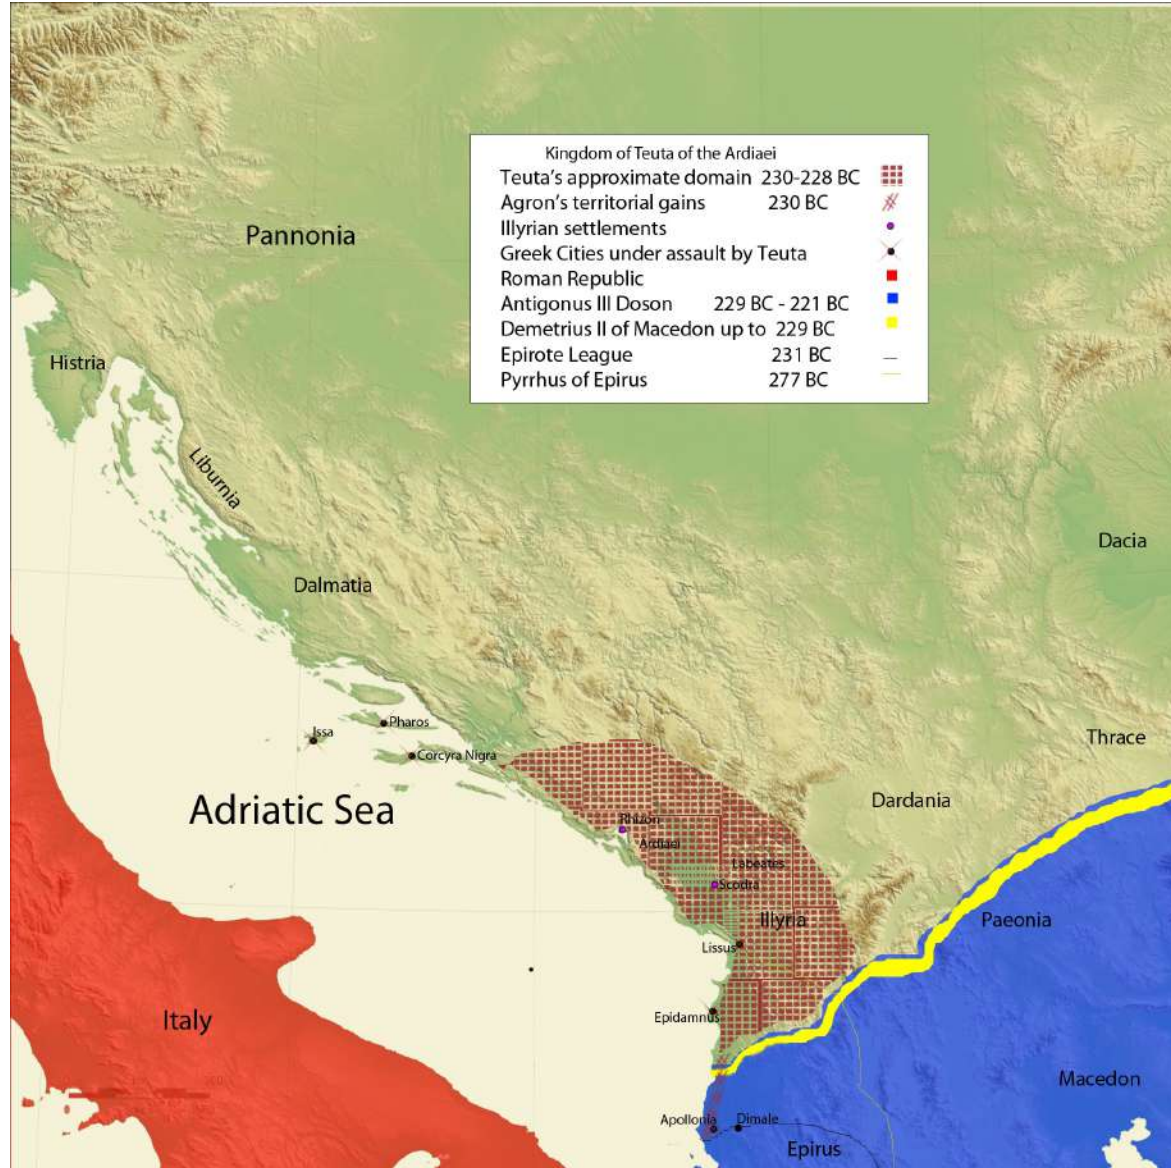 Kingdom of Teuta of the Ardiaei
Teuta's approximate domain 230-228 BC
Agron's territorial gains 230 BC
Illyrian settlements
Greek Cities under assault by Teuta
Roman Republic
Antigonus III Doson 229 BC - 221 BC
Demetrius II of Macedon up to 229 BC
Epirote League 231 BC
Pyrrhus of Epirus 277 BC
Pannonia
Histria
Liburnia
Dacia
Dalmatia
Pharos
Issa
Corcyra Nigra
Thrace
Adriatic Sea
Dardania
Rhizon
Ardiaei
Labeates
Scodra
Illyria
Paeonia
Lissus
Italy
Epidamnus
Macedon
Apollonia
Dimale
Epirus